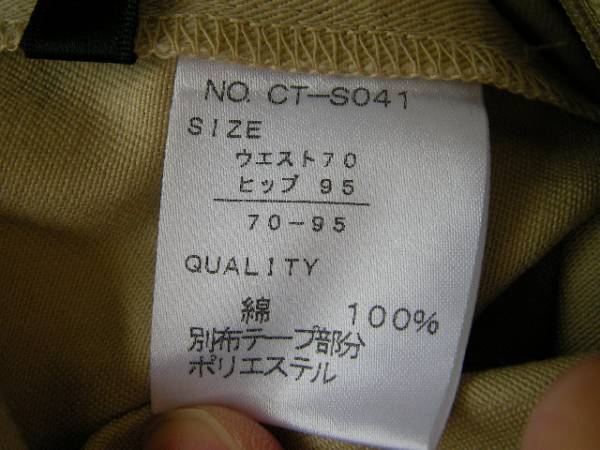 NO. CT-S041
SIZE
ウエスト70
ヒップ 95
70-95
QUALITY
綿 100%
別布テープ部分
ポリエステル